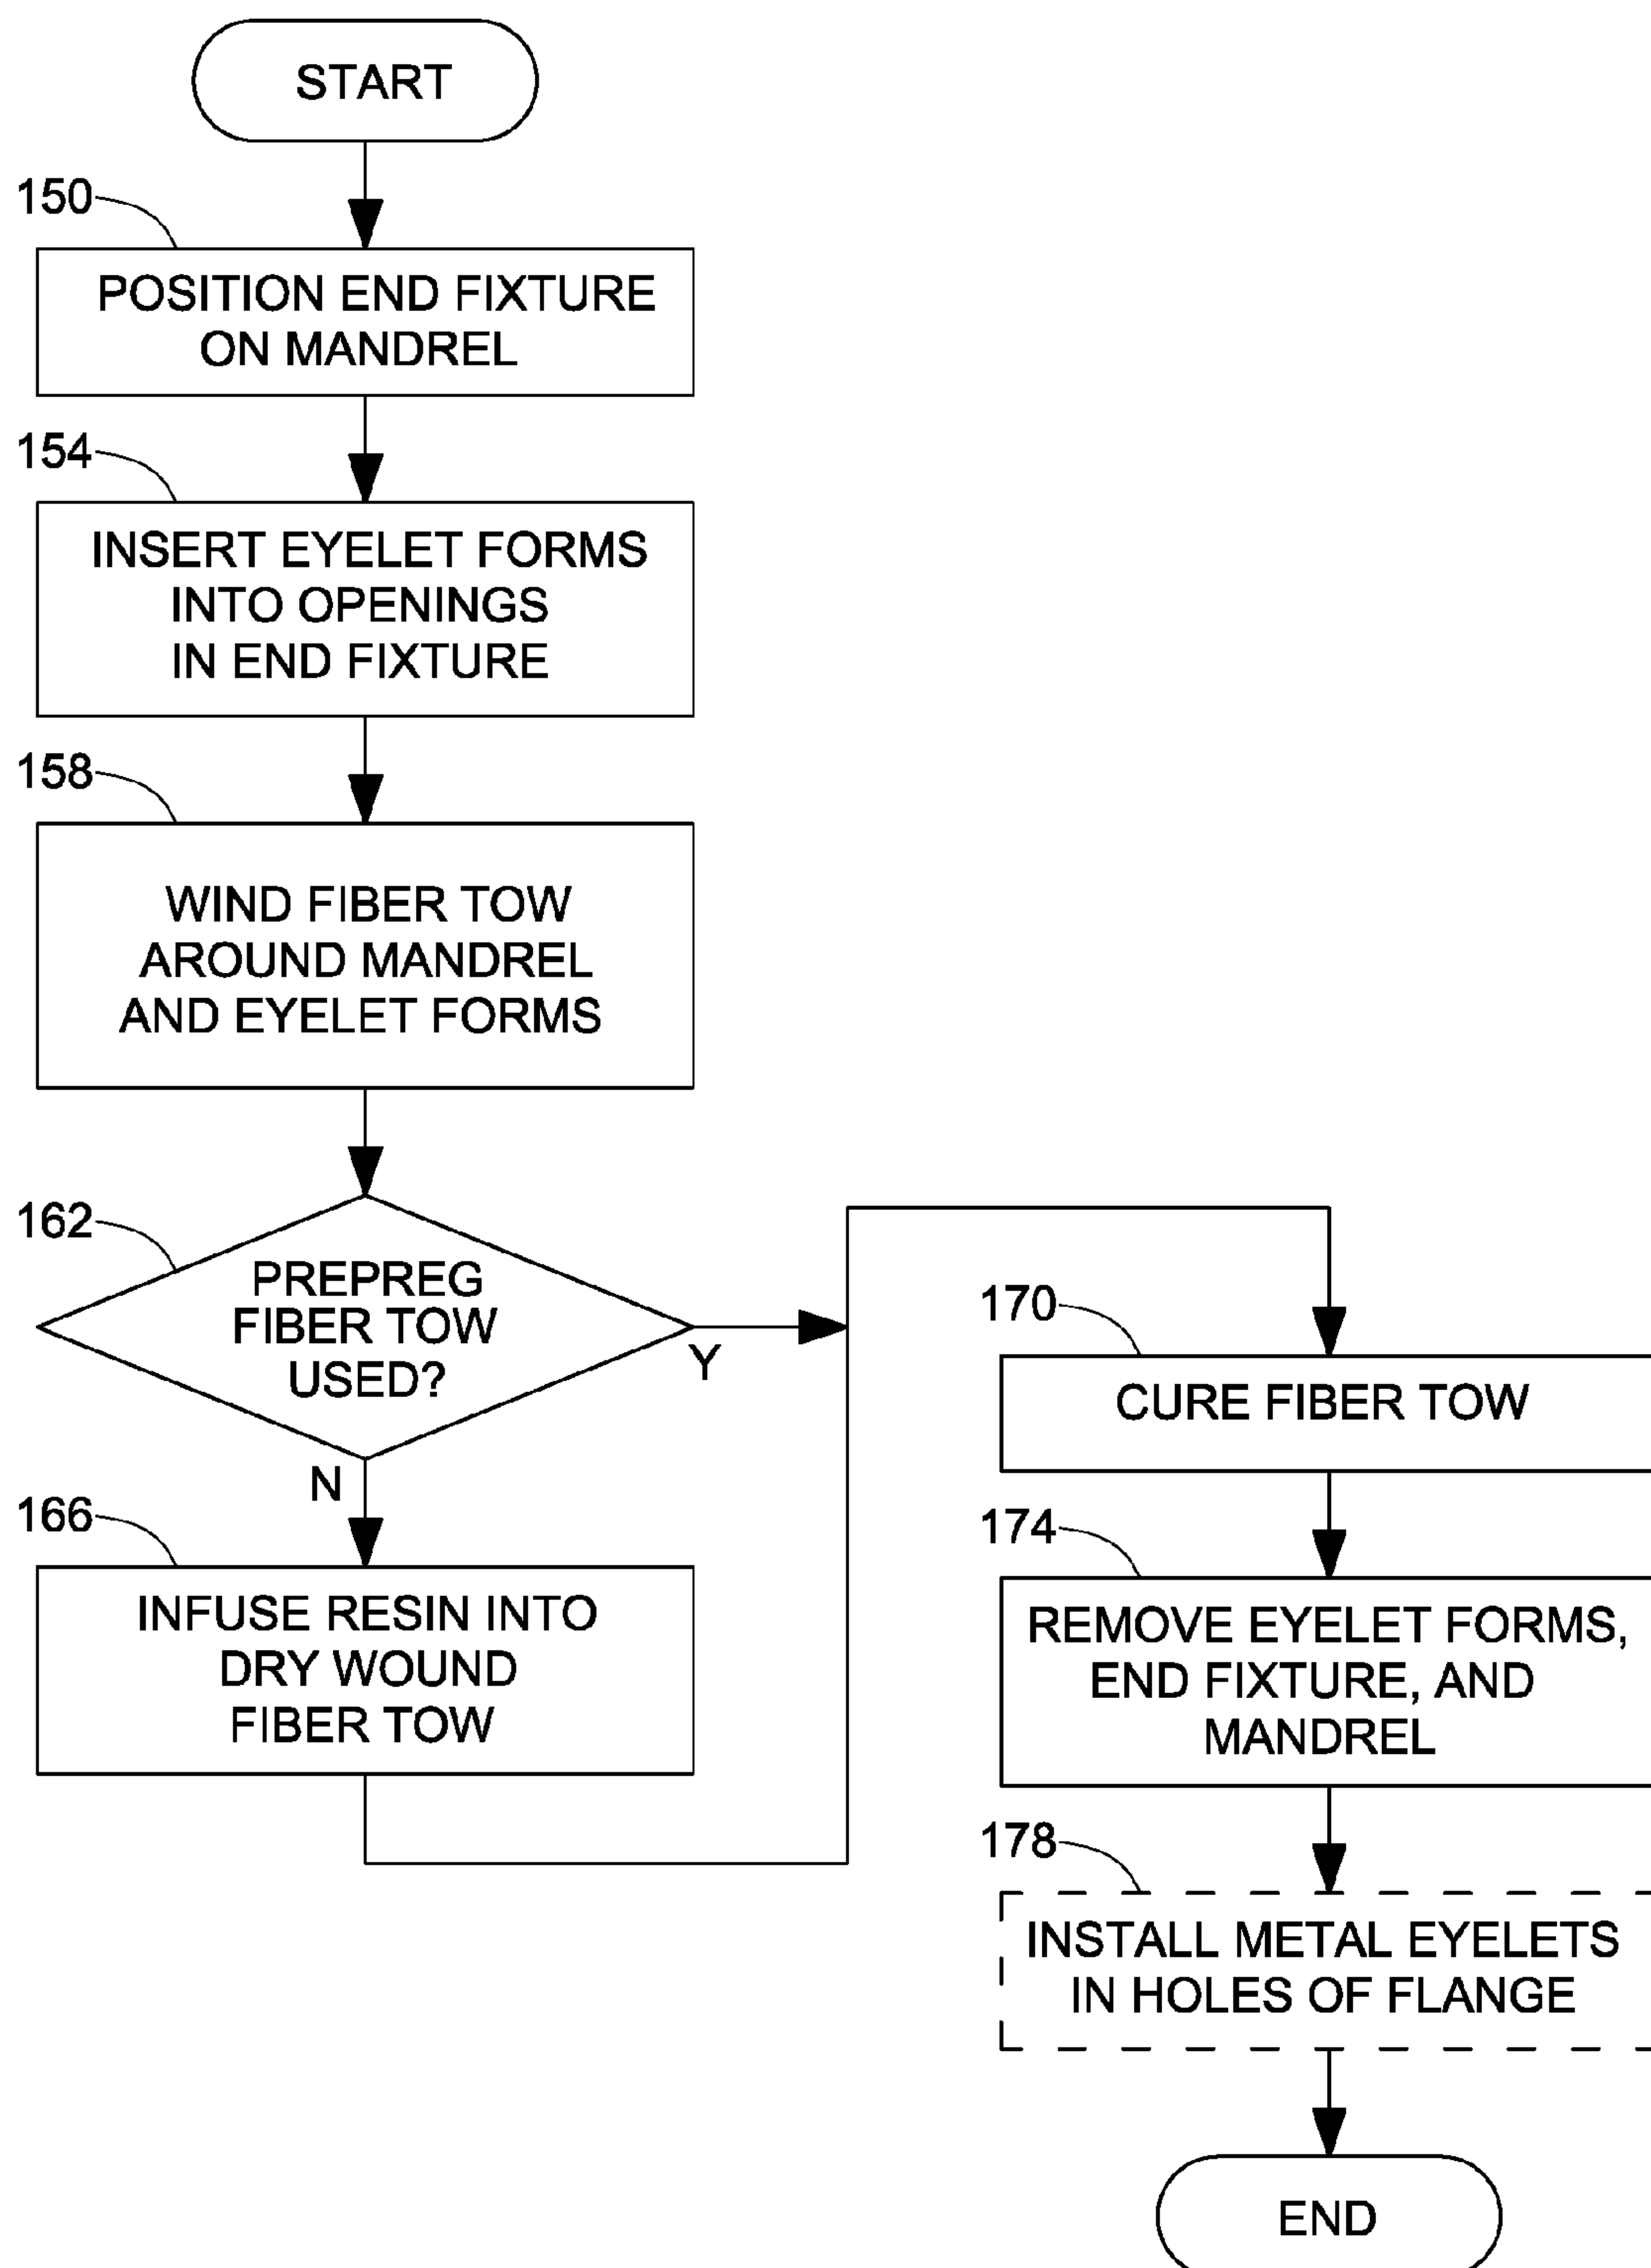 START
150
POSITION END FIXTURE
ON MANDREL
154
INSERT EYELET FORMS
INTO OPENINGS
IN END FIXTURE
158
WIND FIBER TOW
AROUND MANDREL
AND EYELET FORMS
162
PREPREG
FIBER TOW
USED?
Y
N
166
INFUSE RESIN INTO
DRY WOUND
FIBER TOW
170
CURE FIBER TOW
174
REMOVE EYELET FORMS,
END FIXTURE, AND
MANDREL
178
INSTALL METAL EYELETS
IN HOLES OF FLANGE
END